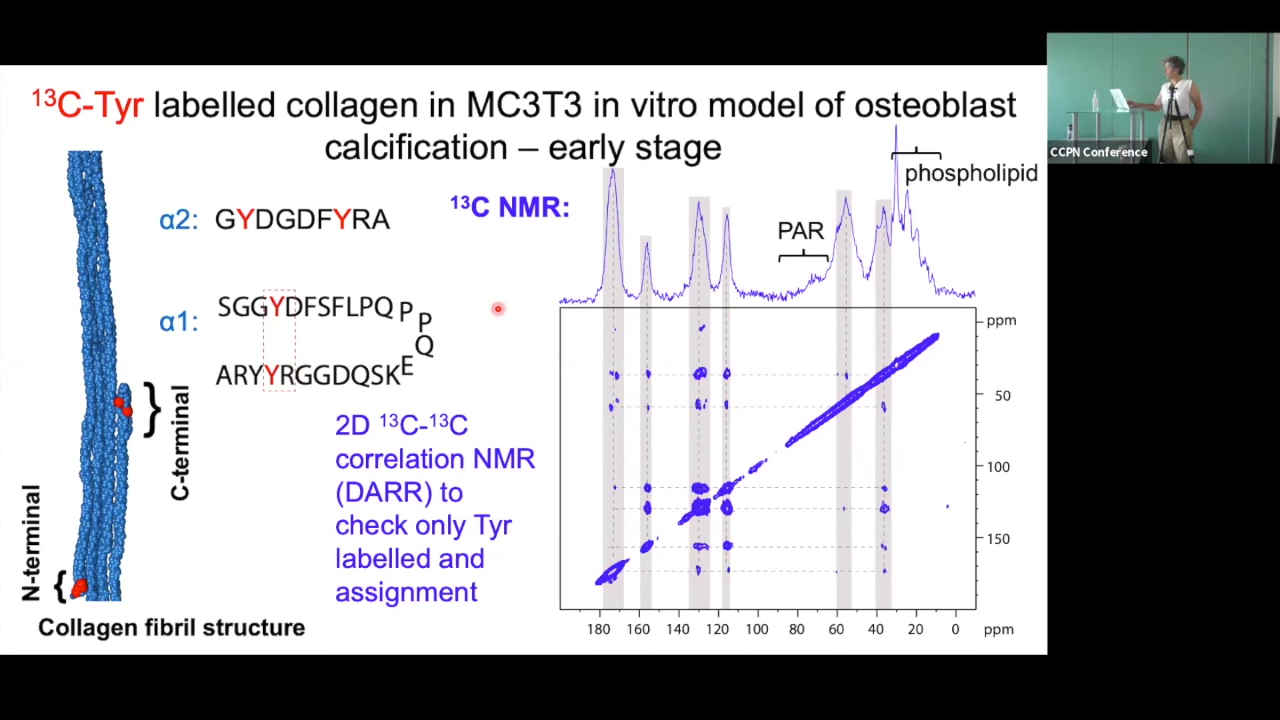 13C-Tyr labelled collagen in MC3T3 in vitro model of osteoblast
calcification – early stage
α2: GYDGDFYRA
α1: SGGYDFSFLPQPPQEKSQDGGRYYRA
13C NMR:
PAR
phospholipid
2D 13C-13C
correlation NMR
(DARR) to
check only Tyr
labelled and
assignment
C-terminal
N-terminal
Collagen fibril structure
ppm
50
100
150
180 160 140 120 100 80 60 40 20 0 ppm
CCPN Conference